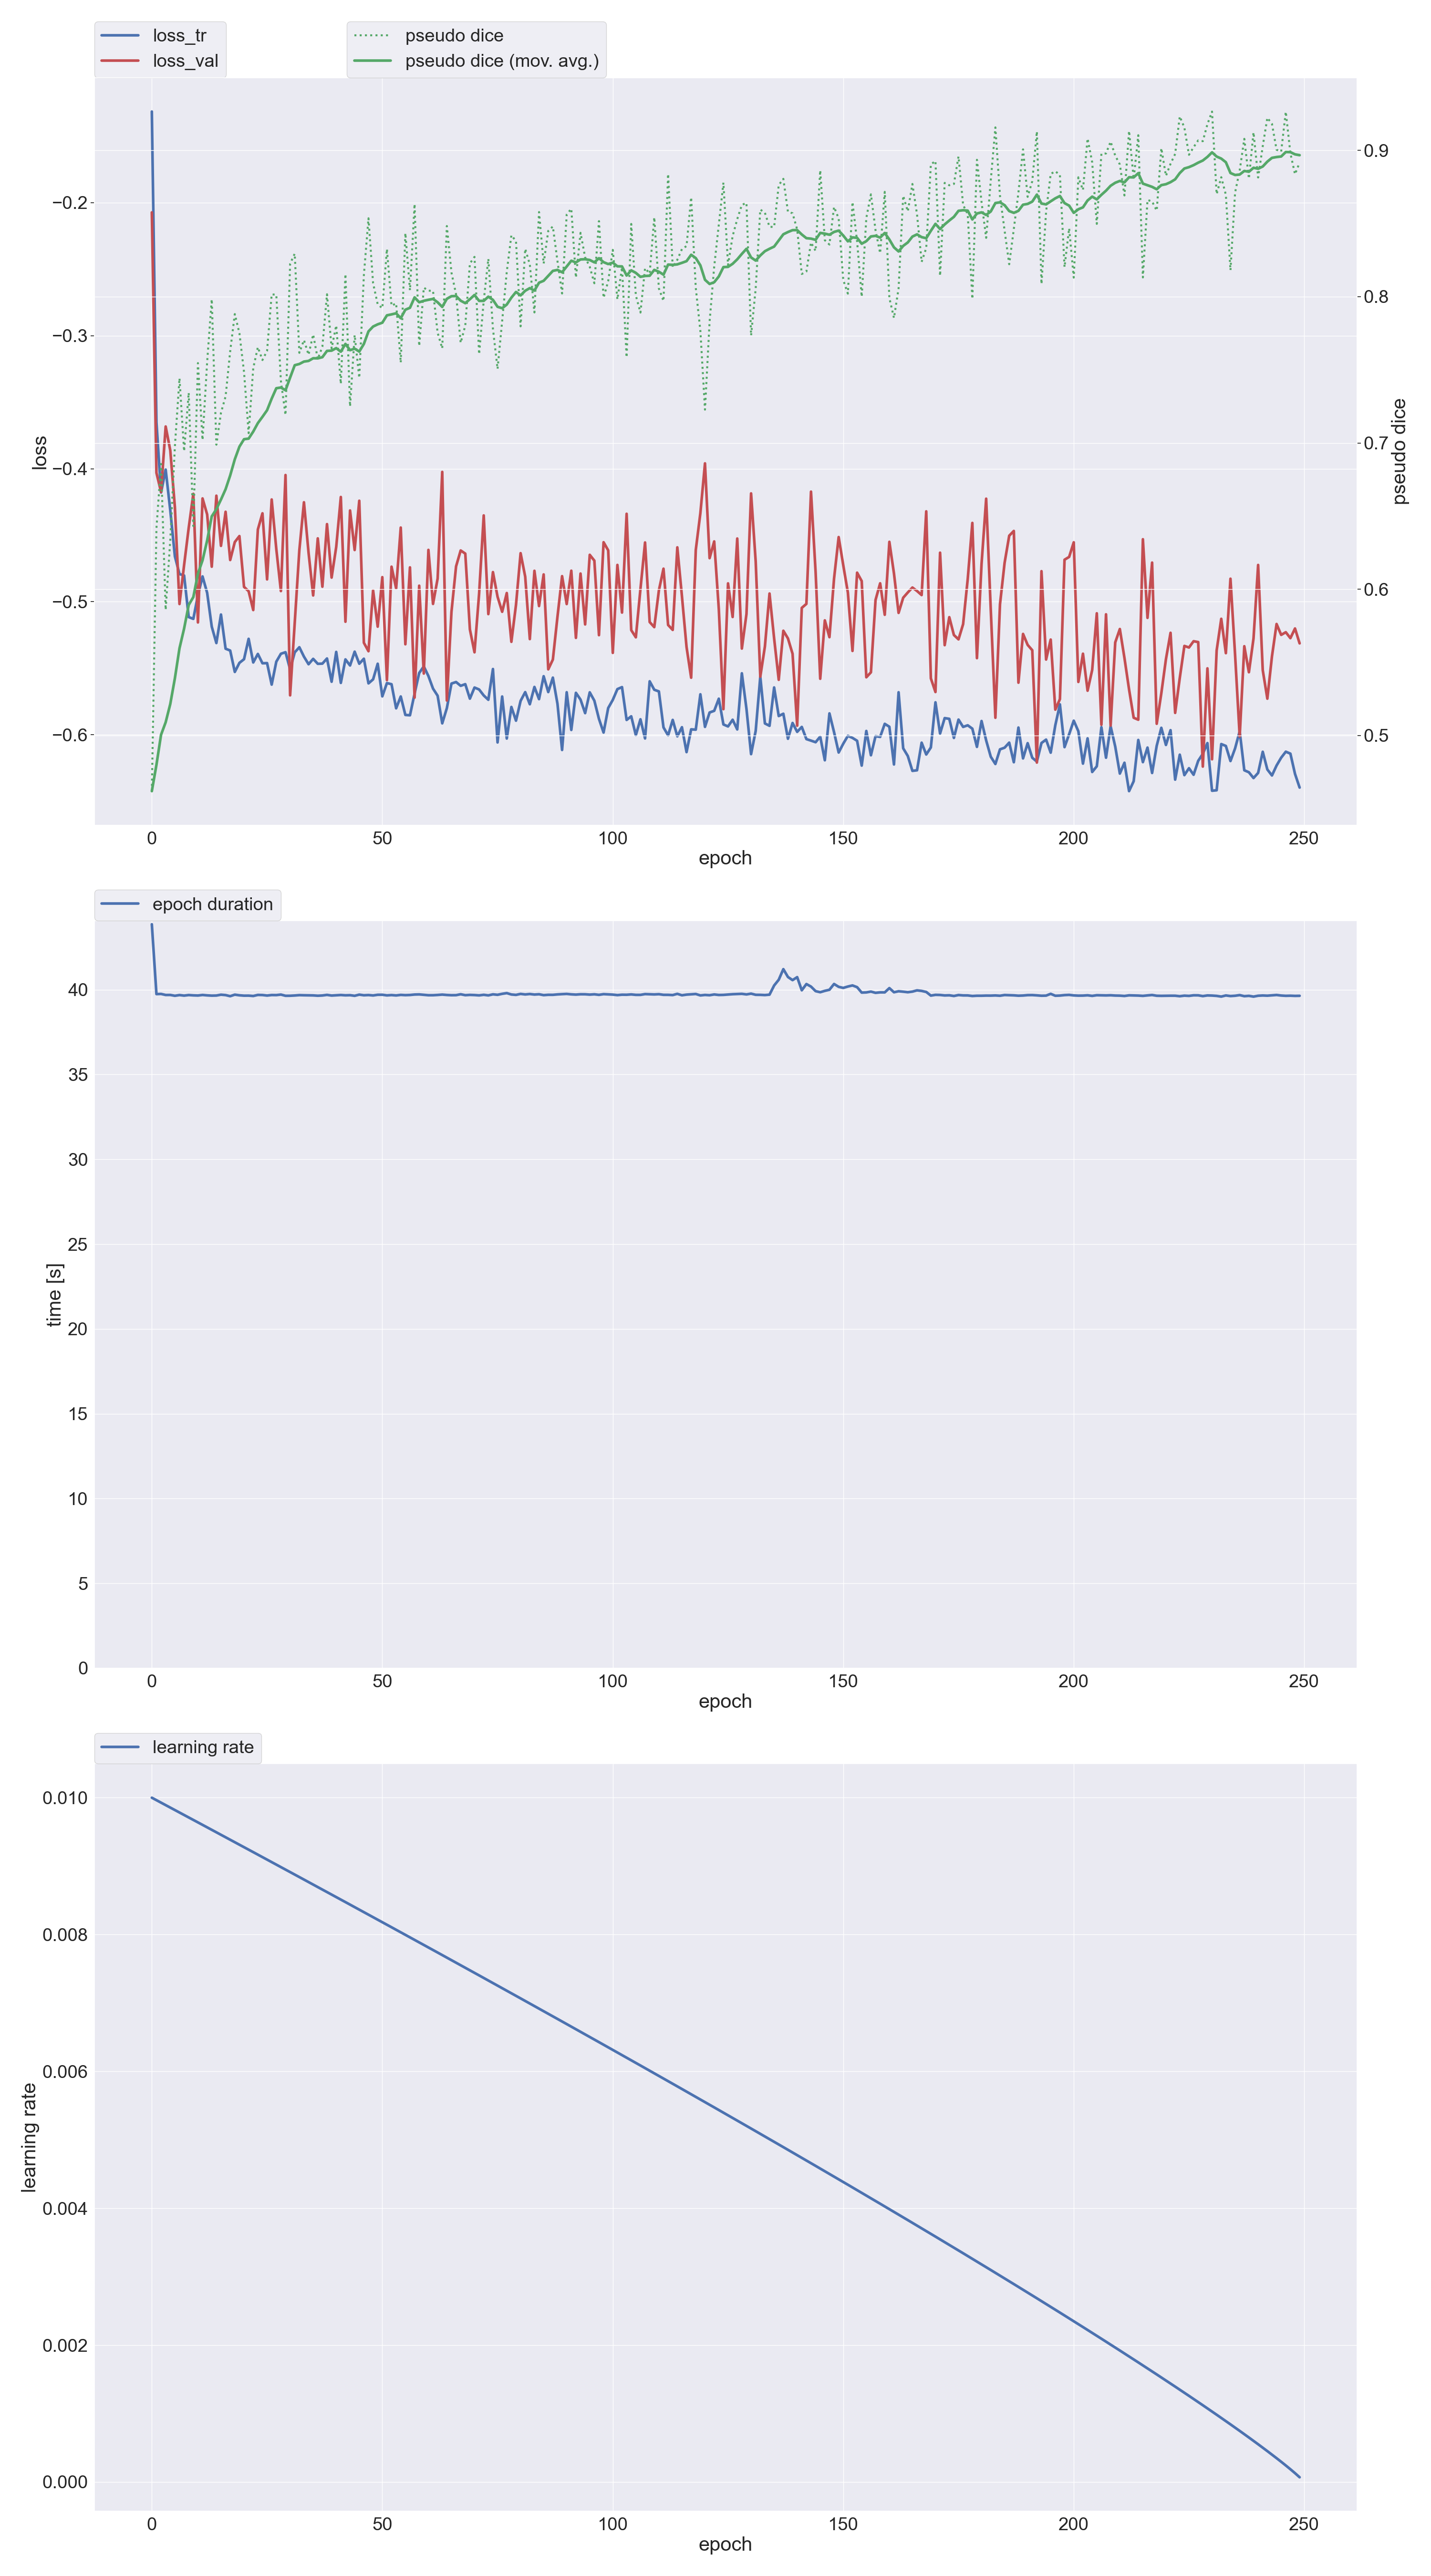 loss_tr
loss_val
pseudo dice
pseudo dice (mov. avg.)
−0.2
−0.3
−0.4
−0.5
−0.6
loss
0.9
0.8
0.7
0.6
0.5
pseudo dice
0 50 100 150 200 250
epoch
epoch duration
40
35
30
25
20
15
10
5
0
time [s]
0 50 100 150 200 250
epoch
learning rate
0.010
0.008
0.006
0.004
0.002
0.000
learning rate
0 50 100 150 200 250
epoch